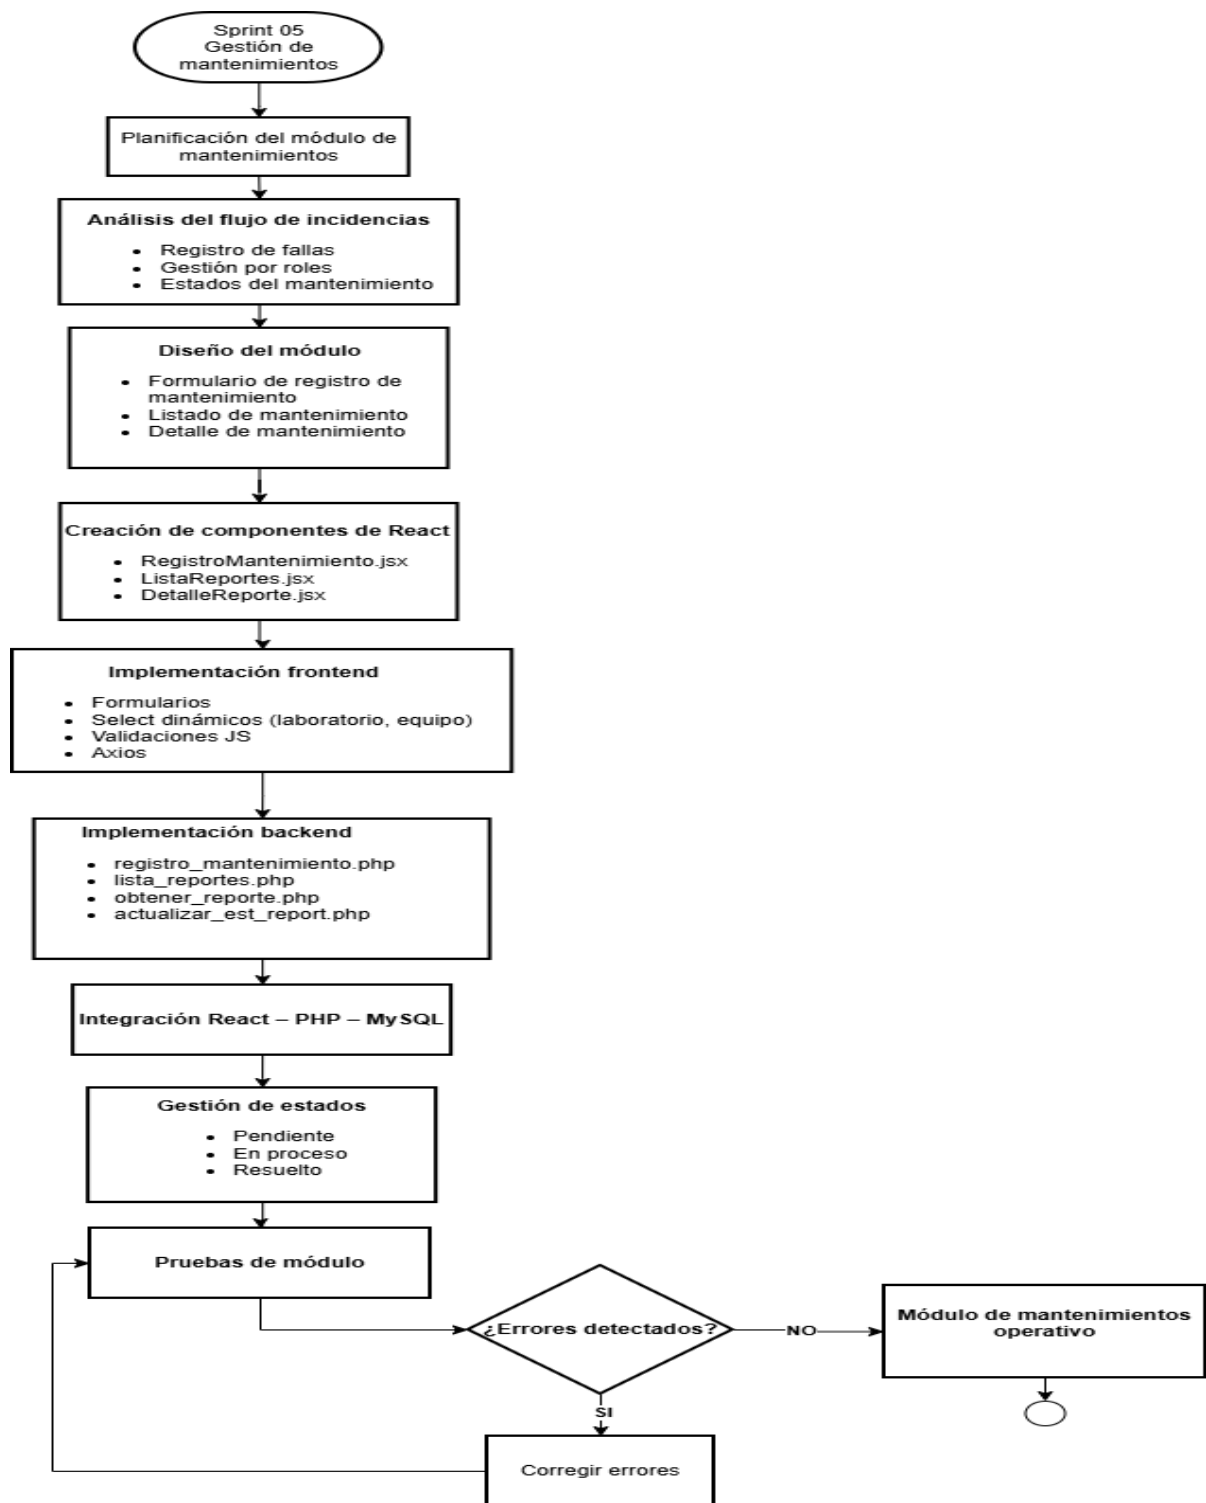 Sprint 05
Gestión de
mantenimientos
Planificación del módulo de
mantenimientos
Análisis del flujo de incidencias
• Registro de fallas
• Gestión por roles
• Estados del mantenimiento
Diseño del módulo
• Formulario de registro de
mantenimiento
• Listado de mantenimiento
• Detalle de mantenimiento
Creación de componentes de React
• RegistroMantenimiento.jsx
• ListaReportes.jsx
• DetalleReporte.jsx
Implementación frontend
• Formularios
• Select dinámicos (laboratorio, equipo)
• Validaciones JS
• Axios
Implementación backend
• registro_mantenimiento.php
• lista_reportes.php
• obtener_reporte.php
• actualizar_est_report.php
Integración React – PHP – MySQL
Gestión de estados
• Pendiente
• En proceso
• Resuelto
Pruebas de módulo
¿Errores detectados?
NO
Módulo de mantenimientos
operativo
SI
Corregir errores